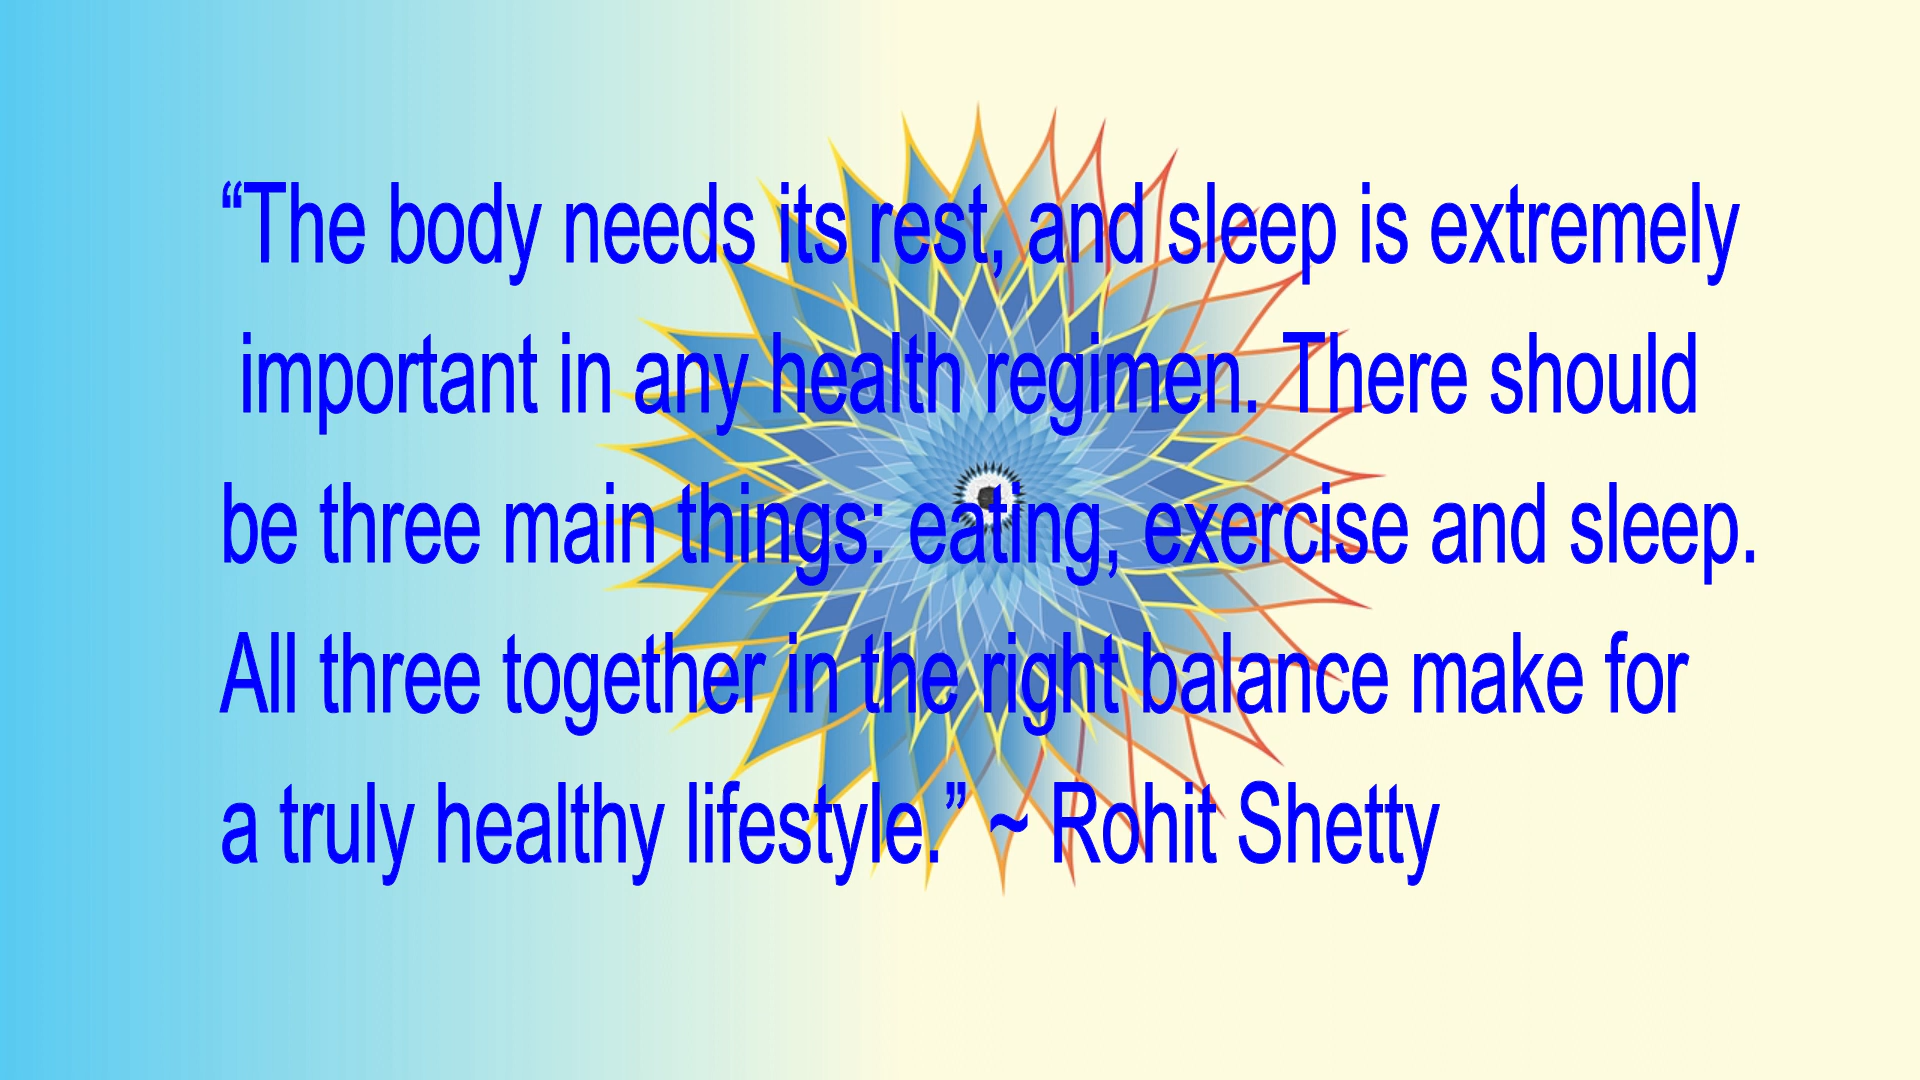 “The body needs its rest, and sleep is extremely
important in any health regimen. There should
be three main things: eating, exercise and sleep.
All three together in the right balance make for
a truly healthy lifestyle.” ~ Rohit Shetty